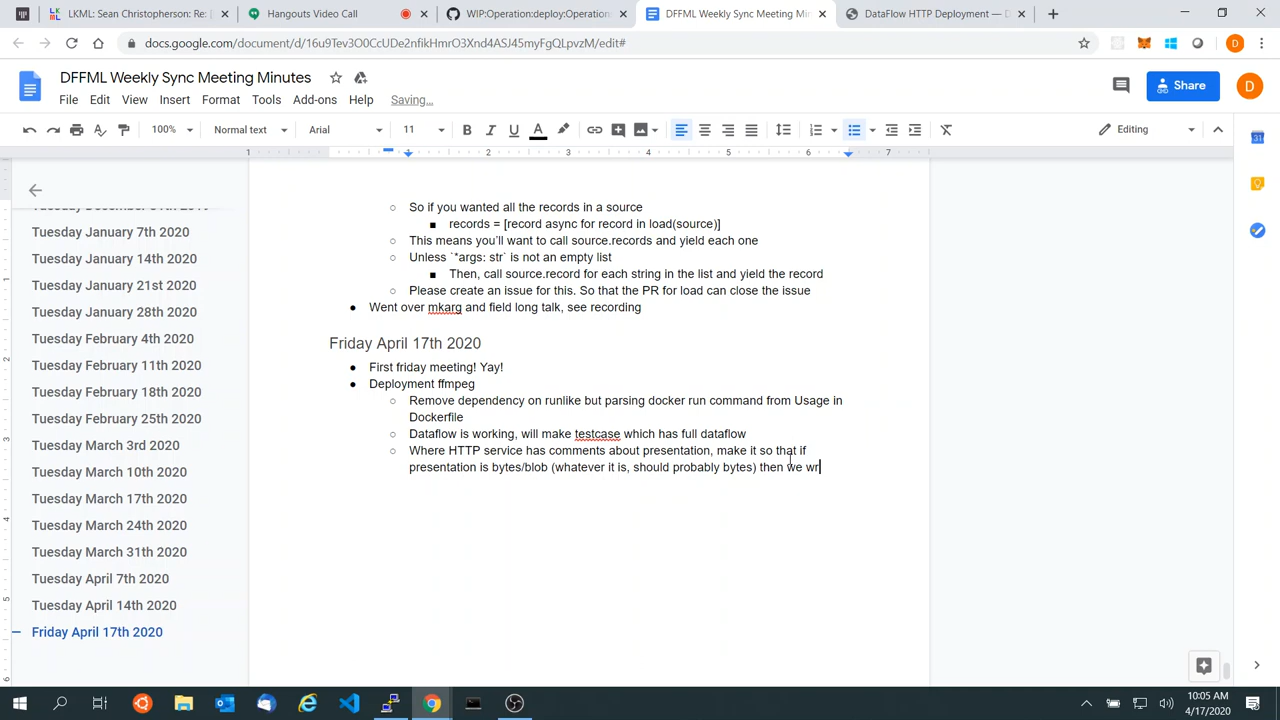 LKML: Sean Christopherson: Re:
Hangouts Video Call
WIP:Operation:deploy:Operation
DFFML Weekly Sync Meeting Min
DataFlow HTTP Deployment — D
docs.google.com/document/d/16u9Tev3O0CcUDe2nfikHmrO3Xnd4ASJ45myFgQLpvzM/edit#
D
DFFML Weekly Sync Meeting Minutes
File Edit View Insert Format Tools Add-ons Help Saving...
Share
D
100% Normal text Arial 11 B I U A Editing
1 1 2 3 4 5 6 7
Tuesday January 7th 2020
Tuesday January 14th 2020
Tuesday January 21st 2020
Tuesday January 28th 2020
Tuesday February 4th 2020
Tuesday February 11th 2020
Tuesday February 18th 2020
Tuesday February 25th 2020
Tuesday March 3rd 2020
Tuesday March 10th 2020
Tuesday March 17th 2020
Tuesday March 24th 2020
Tuesday March 31th 2020
Tuesday April 7th 2020
Tuesday April 14th 2020
Friday April 17th 2020
○ So if you wanted all the records in a source
■ records = [record async for record in load(source)]
○ This means you'll want to call source.records and yield each one
○ Unless `*args: str` is not an empty list
■ Then, call source.record for each string in the list and yield the record
○ Please create an issue for this. So that the PR for load can close the issue
● Went over mkarg and field long talk, see recording
Friday April 17th 2020
● First friday meeting! Yay!
● Deployment ffmpeg
○ Remove dependency on runlike but parsing docker run command from Usage in
Dockerfile
○ Dataflow is working, will make testcase which has full dataflow
○ Where HTTP service has comments about presentation, make it so that if
presentation is bytes/blob (whatever it is, should probably bytes) then we wr
10:05 AM
4/17/2020